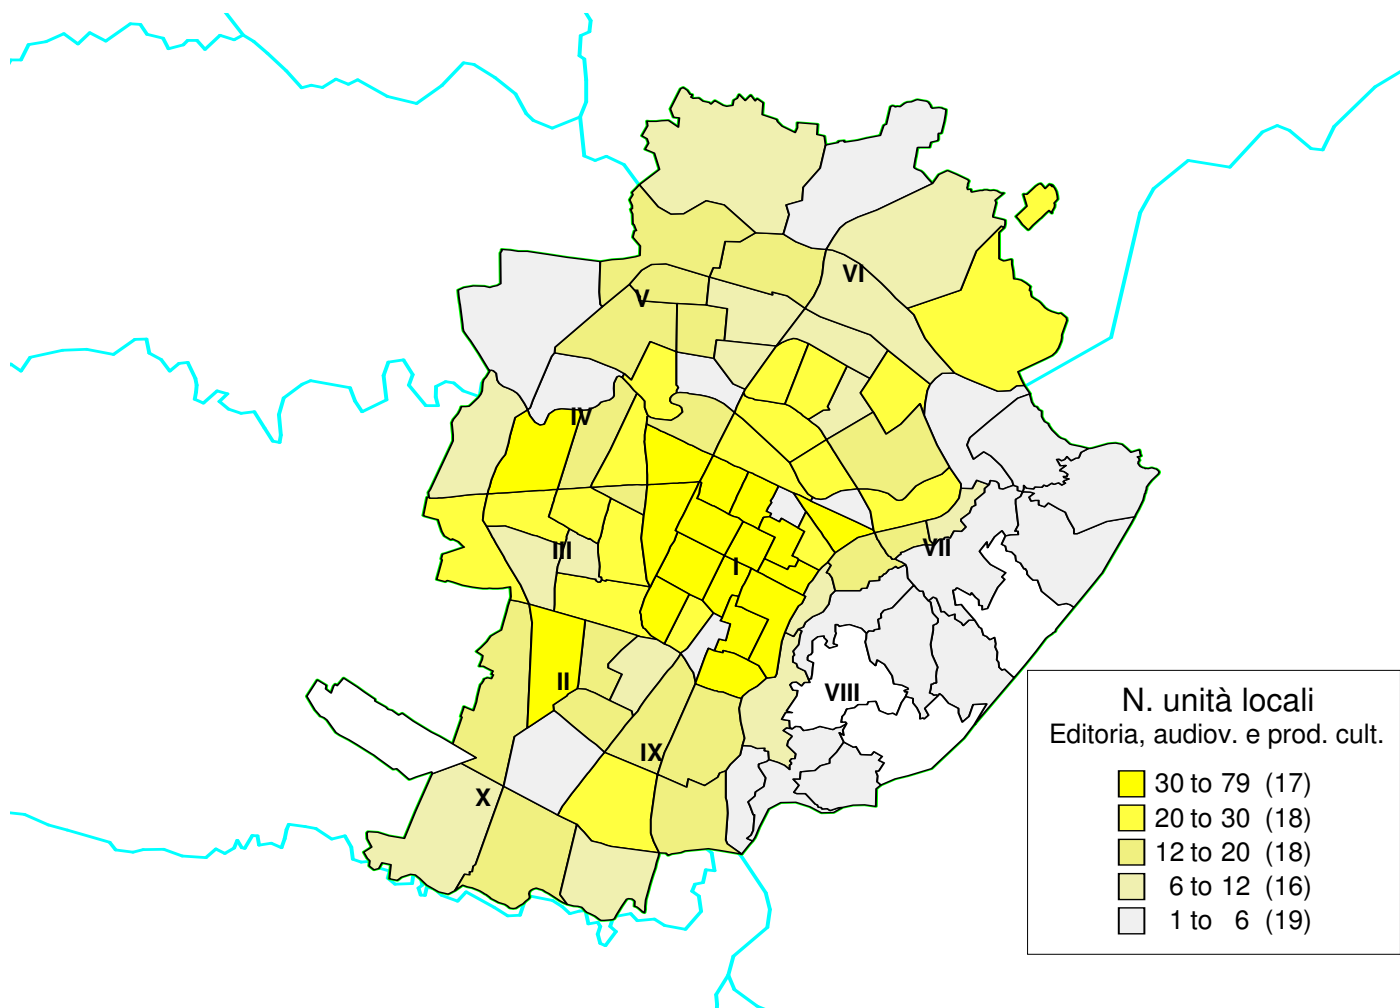 VI
V
IV
III
I
VII
II
VIII
IX
X
N. unità locali
Editoria, audiov. e prod. cult.
30 to 79 (17)
20 to 30 (18)
12 to 20 (18)
6 to 12 (16)
1 to 6 (19)